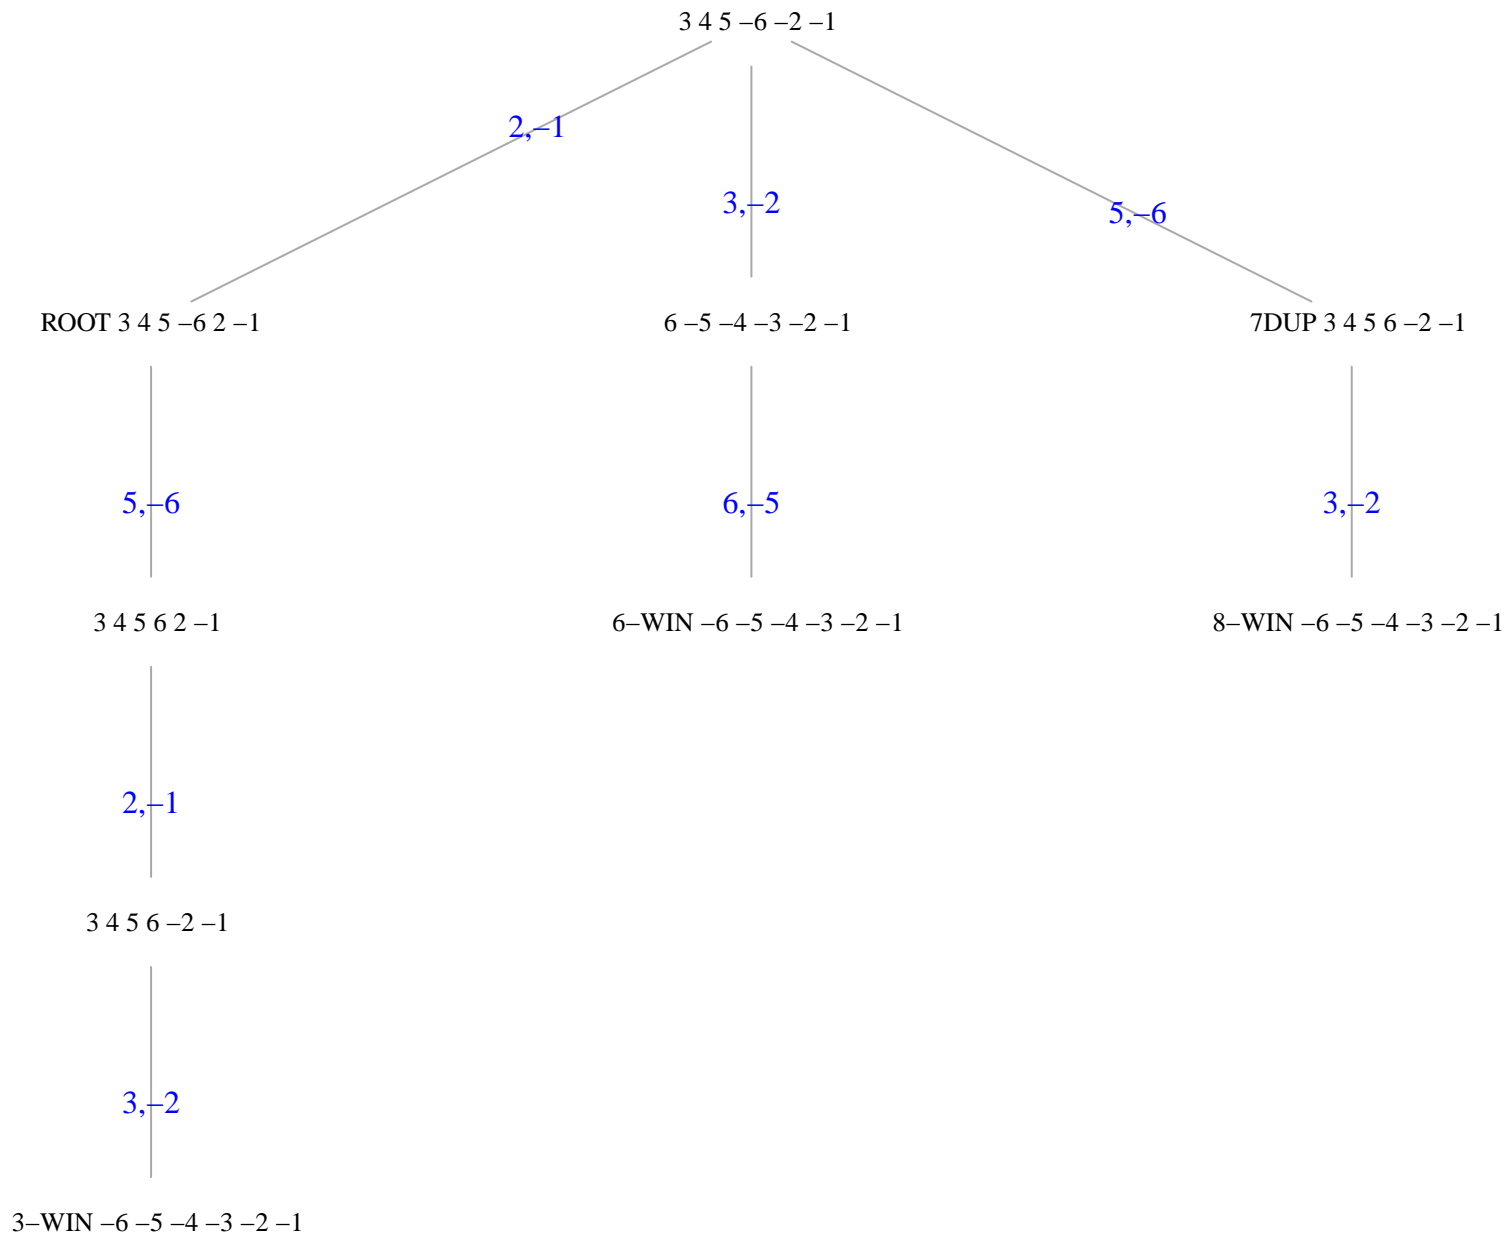 3 4 5 –6 –2 –1
2,–1
3,–2
5,–6
ROOT 3 4 5 –6 2 –1
6 –5 –4 –3 –2 –1
7DUP 3 4 5 6 –2 –1
5,–6
6,–5
3,–2
3 4 5 6 2 –1
6–WIN –6 –5 –4 –3 –2 –1
8–WIN –6 –5 –4 –3 –2 –1
2,–1
3 4 5 6 –2 –1
3,–2
3–WIN –6 –5 –4 –3 –2 –1